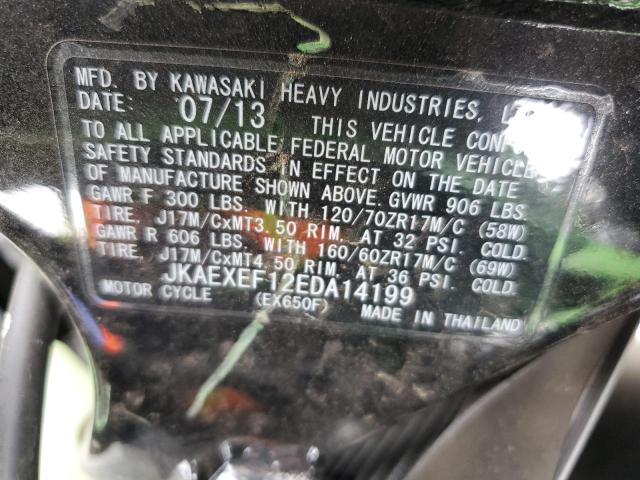 MFD. BY KAWASAKI HEAVY INDUSTRIES,
DATE: 07/13 THIS VEHICLE
TO ALL APPLICABLE FEDERAL MOTOR VEHICLE
SAFETY STANDARDS IN EFFECT ON THE DATE
OF MANUFACTURE SHOWN ABOVE. GVWR 906 LBS.
GAWR F 300 LBS. WITH 120/70ZR17M/C (58W)
TIRE, J17M/CxMT3.50 RIM, AT 32 PSI. COLD.
GAWR R 606 LBS. WITH 160/60ZR17M/C (69W)
TIRE, J17M/CxMT4.50 RIM, AT 36 PSI. COLD.
JKAEXEF12EDA14199
MOTOR CYCLE (EX650F) MADE IN THAILAND